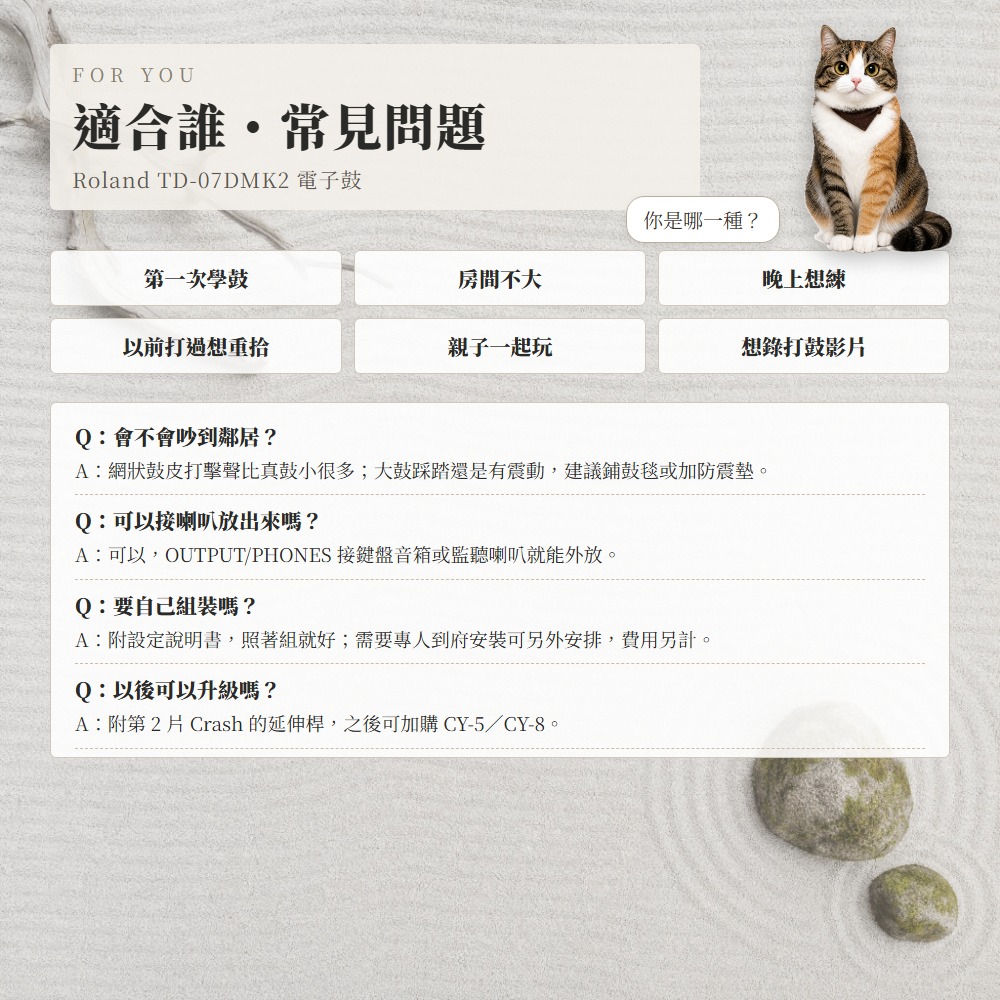 FOR YOU
適合誰・常見問題
Roland TD-07DMK2 電子鼓
你是哪一種？
第一次學鼓
房間不大
晚上想練
以前打過想重拾
親子一起玩
想錄打鼓影片
Q：會不會吵到鄰居？
A：網狀鼓皮打擊聲比真鼓小很多；大鼓踩踏還是有震動，建議鋪鼓毯或加防震墊。
Q：可以接喇叭放出來嗎？
A：可以，OUTPUT/PHONES 接鍵盤音箱或監聽喇叭就能外放。
Q：要自己組裝嗎？
A：附設定說明書，照著組就好；需要專人到府安裝可另外安排，費用另計。
Q：以後可以升級嗎？
A：附第 2 片 Crash 的延伸桿，之後可加購 CY-5／CY-8。